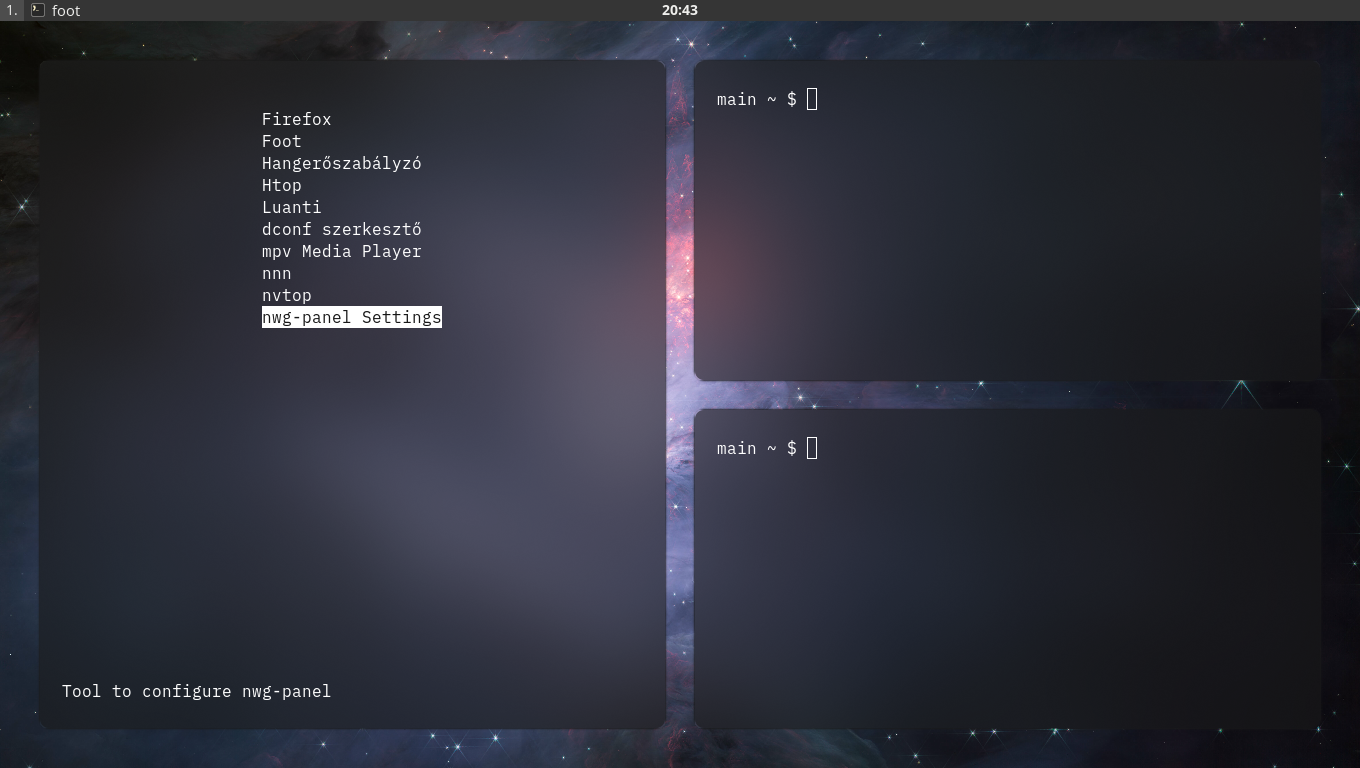 1. foot
20:43
Firefox
Foot
Hangerőszabályzó
Htop
Luanti
dconf szerkesztő
mpv Media Player
nnn
nvtop
nwg-panel Settings
Tool to configure nwg-panel
main ~ $
main ~ $